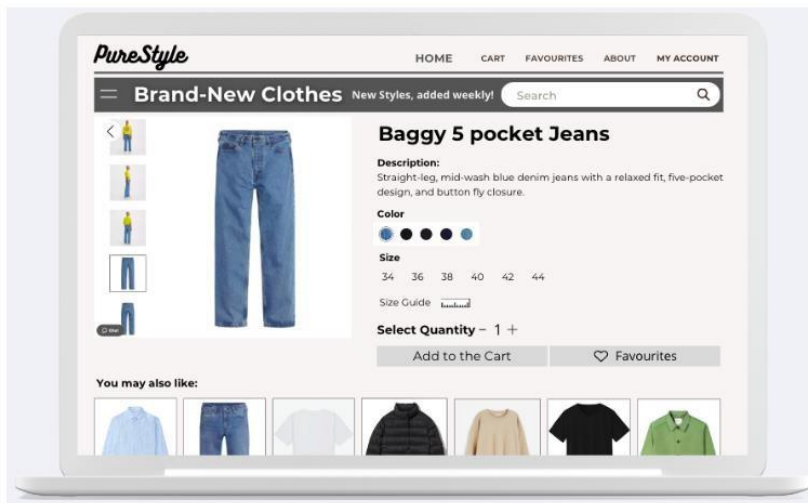 PureStyle
HOME CART FAVOURITES ABOUT MY ACCOUNT
Brand-New Clothes New Styles, added weekly! Search
Baggy 5 pocket Jeans
Description:
Straight-leg, mid-wash blue denim jeans with a relaxed fit, five-pocket
design, and button fly closure.
Color
Size
34 36 38 40 42 44
Size Guide
Select Quantity - 1 +
Add to the Cart Favourites
You may also like: